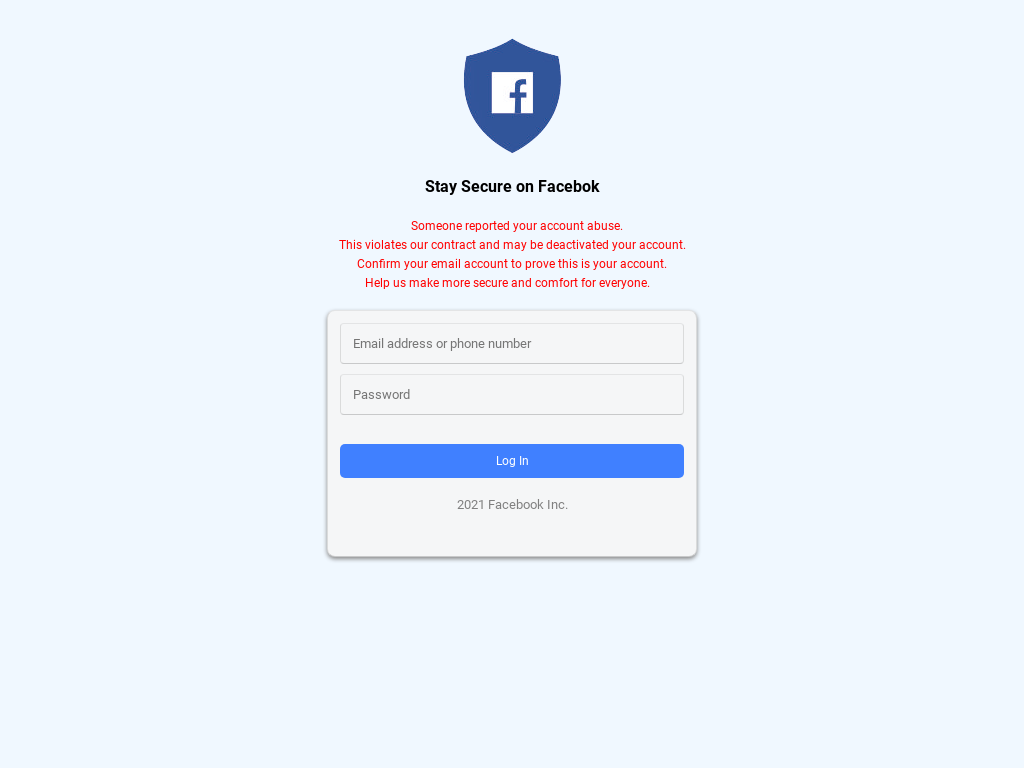 Stay Secure on Facebok
Someone reported your account abuse.
This violates our contract and may be deactivated your account.
Confirm your email account to prove this is your account.
Help us make more secure and comfort for everyone.
Email address or phone number
Password
Log In
2021 Facebook Inc.